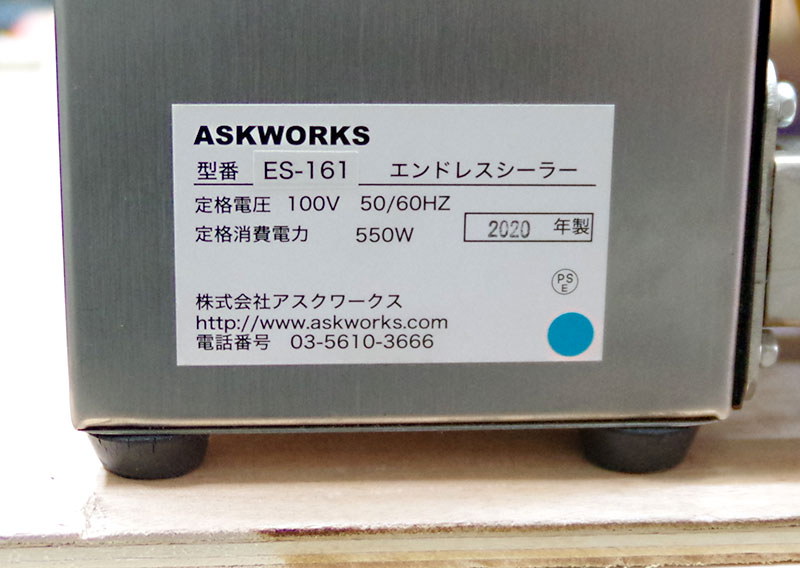 ASKWORKS
型番 ES-161 エンドレスシーラー
定格電圧 100V 50/60HZ
定格消費電力 550W
2020 年製
PS
E
株式会社アスクワークス
http://www.askworks.com
電話番号 03-5610-3666